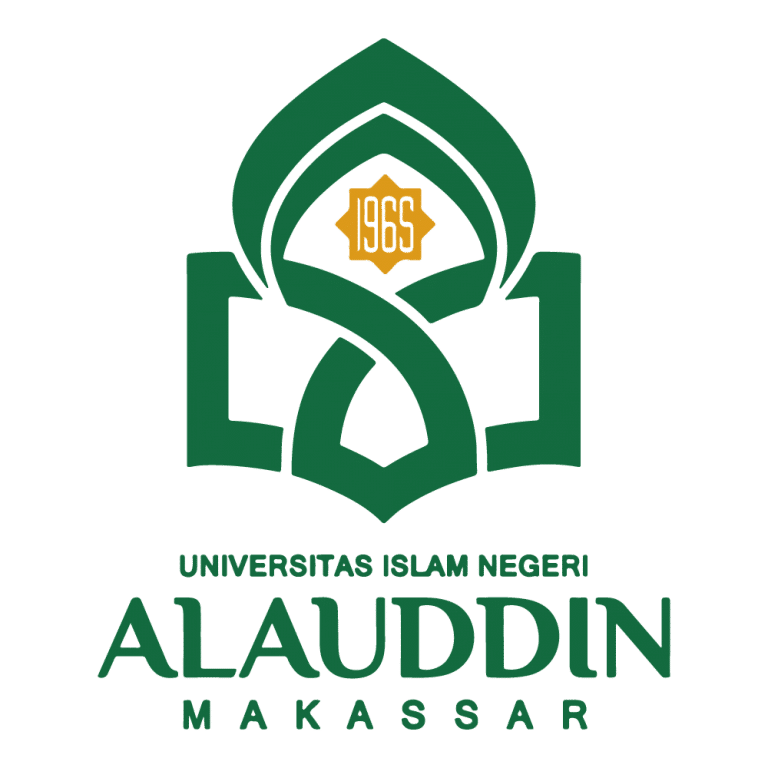 1965
UNIVERSITAS ISLAM NEGERI
ALAUDDIN
MAKASSAR